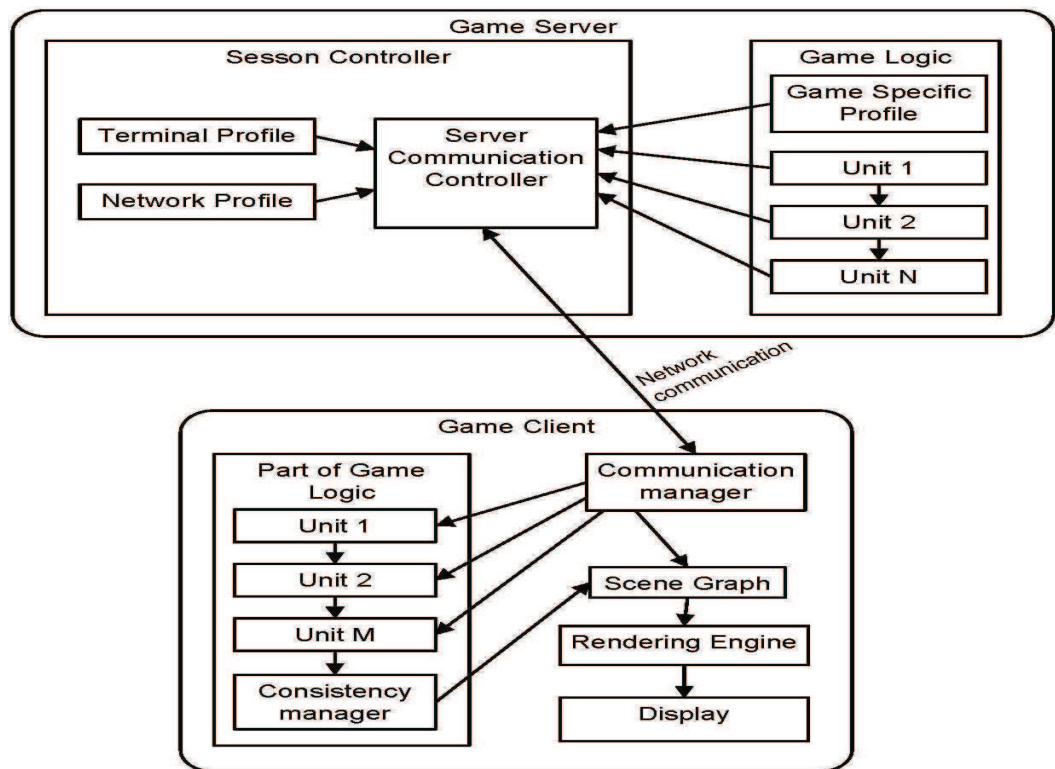 Game Server
Sesson Controller
Terminal Profile
Network Profile
Server
Communication
Controller
Game Logic
Game Specific
Profile
Unit 1
Unit 2
Unit N
Network
communication
Game Client
Part of Game
Logic
Unit 1
Unit 2
Unit M
Consistency
manager
Communication
manager
Scene Graph
Rendering Engine
Display